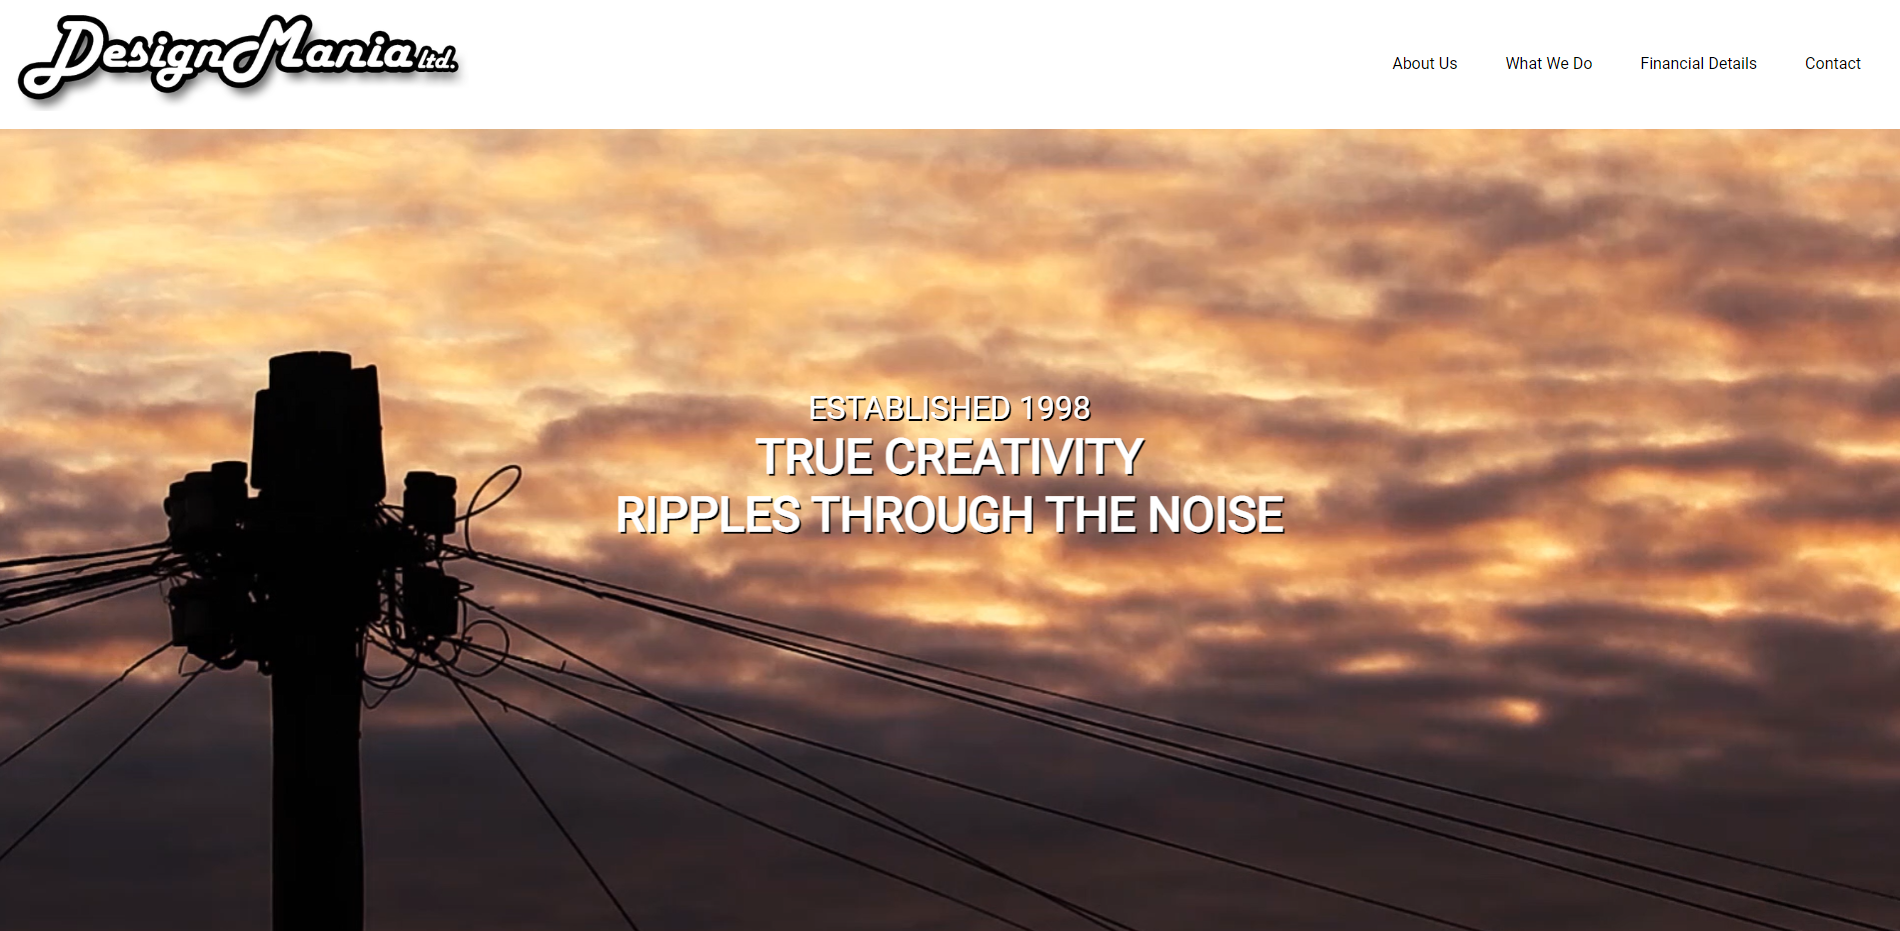 DesignMania ltd.
About Us What We Do Financial Details Contact
ESTABLISHED 1998
TRUE CREATIVITY
RIPPLES THROUGH THE NOISE